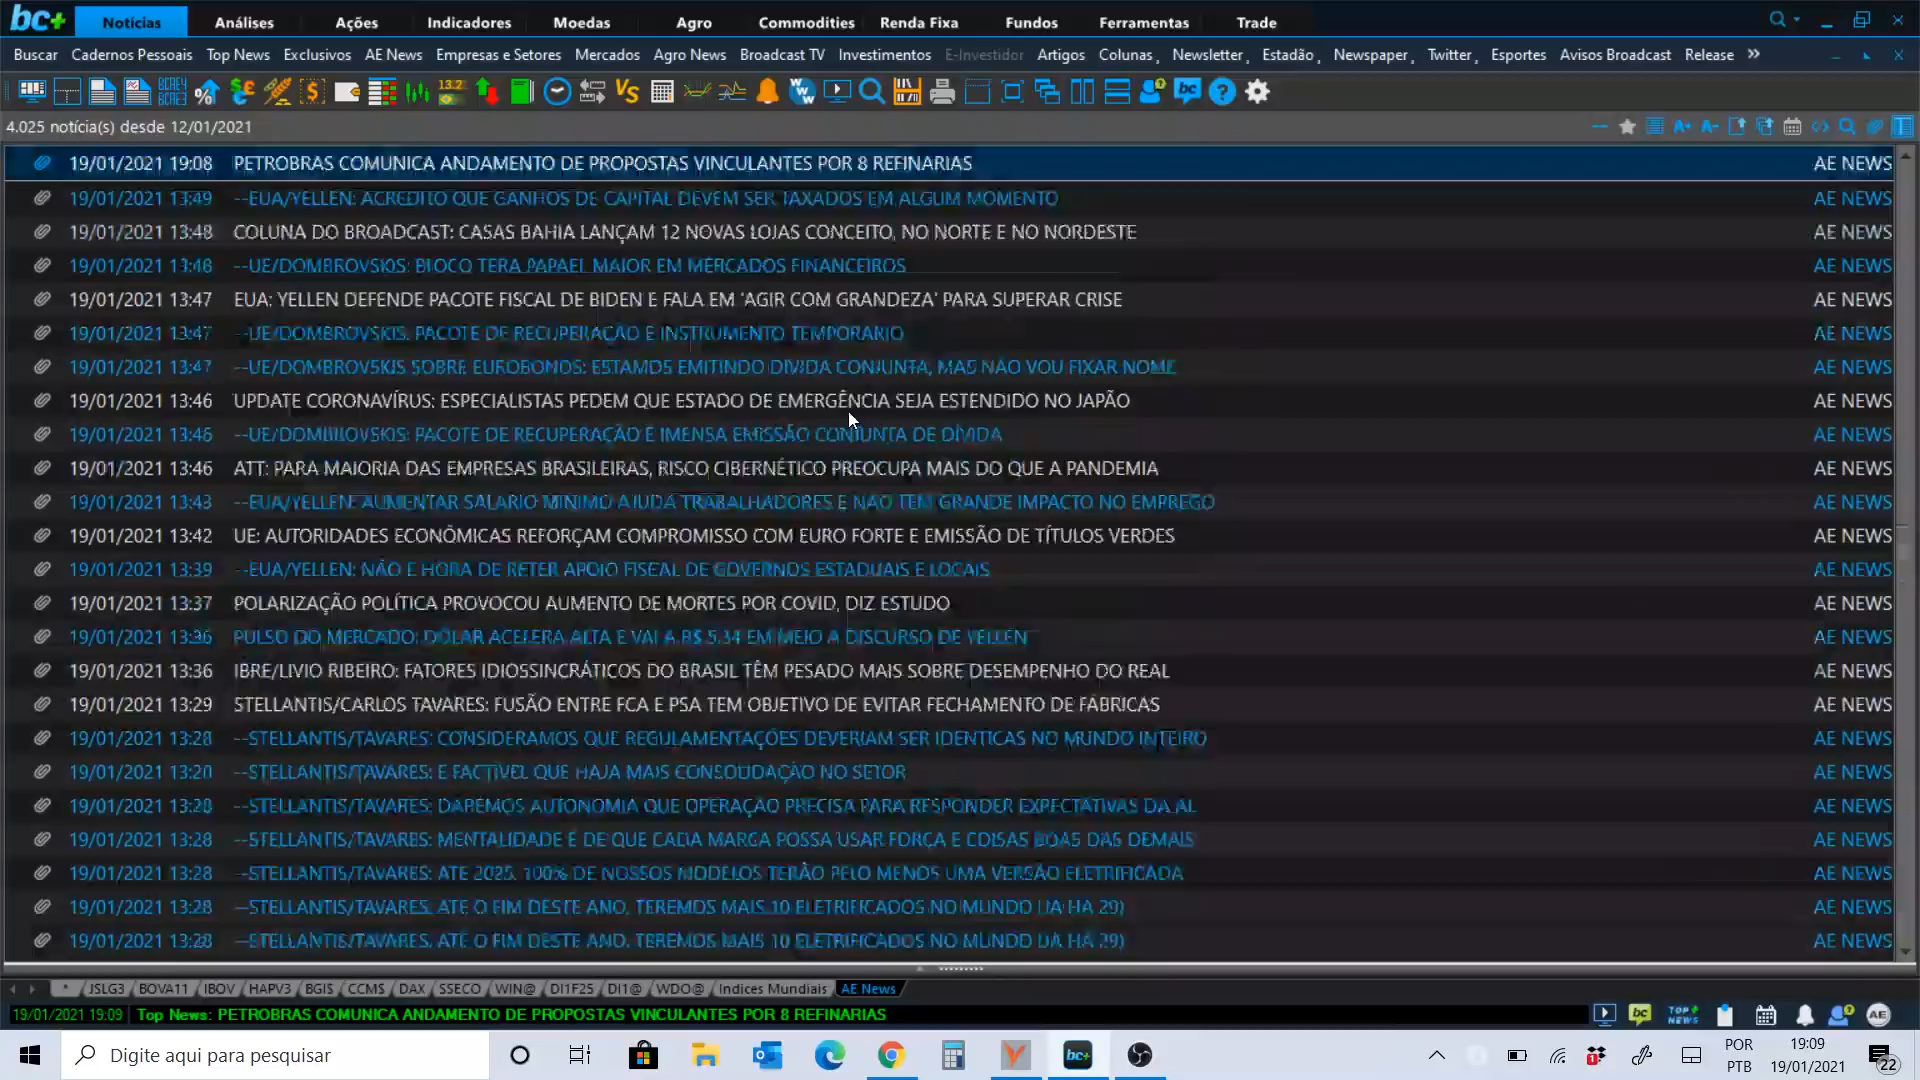 bc+ Notícias Análises Ações Indicadores Moedas Agro Commodities Renda Fixa Fundos Ferramentas Trade
Buscar Cadernos Pessoais Top News Exclusivos AE News Empresas e Setores Mercados Agro News Broadcast TV Investimentos E-Investidor Artigos Colunas Newsletter Estadão Newspaper Twitter Esportes Avisos Broadcast Release »
4.025 notícia(s) desde 12/01/2021
19/01/2021 19:08 PETROBRAS COMUNICA ANDAMENTO DE PROPOSTAS VINCULANTES POR 8 REFINARIAS AE NEWS
19/01/2021 13:49 --EUA/YELLEN: ACREDITO QUE GANHOS DE CAPITAL DEVEM SER TAXADOS EM ALGUM MOMENTO AE NEWS
19/01/2021 13:48 COLUNA DO BROADCAST: CASAS BAHIA LANÇAM 12 NOVAS LOJAS CONCEITO, NO NORTE E NO NORDESTE AE NEWS
19/01/2021 13:48 --UE/DOMBROVSKIS: BLOCO TERA PAPAEL MAIOR EM MERCADOS FINANCEIROS AE NEWS
19/01/2021 13:47 EUA: YELLEN DEFENDE PACOTE FISCAL DE BIDEN E FALA EM 'AGIR COM GRANDEZA' PARA SUPERAR CRISE AE NEWS
19/01/2021 13:47 --UE/DOMBROVSKIS: PACOTE DE RECUPERAÇÃO E INSTRUMENTO TEMPORARIO AE NEWS
19/01/2021 13:47 --UE/DOMBROVSKIS SOBRE EUROBONOS: ESTAMOS EMITINDO DIVIDA CONJUNTA, MAS NÃO VOU FIXAR NOME AE NEWS
19/01/2021 13:46 UPDATE CORONAVÍRUS: ESPECIALISTAS PEDEM QUE ESTADO DE EMERGÊNCIA SEJA ESTENDIDO NO JAPÃO AE NEWS
19/01/2021 13:46 --UE/DOMBROVSKIS: PACOTE DE RECUPERAÇÃO E IMENSA EMISSÃO CONJUNTA DE DÍVIDA AE NEWS
19/01/2021 13:46 ATT: PARA MAIORIA DAS EMPRESAS BRASILEIRAS, RISCO CIBERNÉTICO PREOCUPA MAIS DO QUE A PANDEMIA AE NEWS
19/01/2021 13:43 --EUA/YELLEN: AUMENTAR SALARIO MINIMO AJUDA TRABALHADORES E NAO TEM GRANDE IMPACTO NO EMPREGO AE NEWS
19/01/2021 13:42 UE: AUTORIDADES ECONÔMICAS REFORÇAM COMPROMISSO COM EURO FORTE E EMISSÃO DE TÍTULOS VERDES AE NEWS
19/01/2021 13:39 --EUA/YELLEN: NÃO E HORA DE RETER APOIO FISCAL DE GOVERNOS ESTADUAIS E LOCAIS AE NEWS
19/01/2021 13:37 POLARIZAÇÃO POLÍTICA PROVOCOU AUMENTO DE MORTES POR COVID, DIZ ESTUDO AE NEWS
19/01/2021 13:36 PULSO DO MERCADO: DÓLAR ACELERA ALTA E VAI A R$ 5,34 EM MEIO A DISCURSO DE YELLEN AE NEWS
19/01/2021 13:36 IBRE/LIVIO RIBEIRO: FATORES IDIOSSINCRÁTICOS DO BRASIL TÊM PESADO MAIS SOBRE DESEMPENHO DO REAL AE NEWS
19/01/2021 13:29 STELLANTIS/CARLOS TAVARES: FUSÃO ENTRE FCA E PSA TEM OBJETIVO DE EVITAR FECHAMENTO DE FÁBRICAS AE NEWS
19/01/2021 13:28 --STELLANTIS/TAVARES: CONSIDERAMOS QUE REGULAMENTAÇÕES DEVERIAM SER IDENTICAS NO MUNDO INTEIRO AE NEWS
19/01/2021 13:28 --STELLANTIS/TAVARES: E FACTIVEL QUE HAJA MAIS CONSOLIDAÇÃO NO SETOR AE NEWS
19/01/2021 13:28 --STELLANTIS/TAVARES: DAREMOS AUTONOMIA QUE OPERAÇÃO PRECISA PARA RESPONDER EXPECTATIVAS DA AL AE NEWS
19/01/2021 13:28 --STELLANTIS/TAVARES: MENTALIDADE E DE QUE CADA MARCA POSSA USAR FORÇA E COISAS BOAS DAS DEMAIS AE NEWS
19/01/2021 13:28 --STELLANTIS/TAVARES: ATE 2025, 100% DE NOSSOS MODELOS TERÃO PELO MENOS UMA VERSÃO ELETRIFICADA AE NEWS
19/01/2021 13:28 --STELLANTIS/TAVARES: ATE O FIM DESTE ANO, TEREMOS MAIS 10 ELETRIFICADOS NO MUNDO (JA HA 29) AE NEWS
19/01/2021 13:28 --STELLANTIS/TAVARES: ATÉ O FIM DESTE ANO, TEREMOS MAIS 10 ELETRIFICADOS NO MUNDO (JÁ HÁ 29) AE NEWS
* JSLG3 BOVA11 IBOV HAPV3 BGI$ CCM$ DAX SSECO WIN@ DI1F25 DI1@ WDO@ Indices Mundiais AE News
19/01/2021 19:09 Top News: PETROBRAS COMUNICA ANDAMENTO DE PROPOSTAS VINCULANTES POR 8 REFINARIAS bc TOP NEWS AE
Digite aqui para pesquisar bc+ POR 19:09
PTB 19/01/2021 22